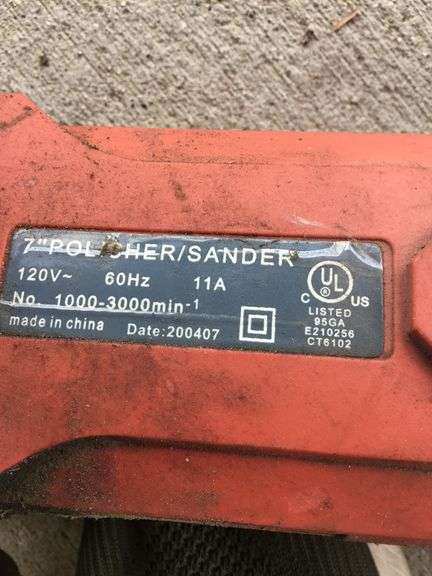 7" POLISHER/SANDER
120V~ 60Hz 11A
No. 1000-3000min-1
made in china Date:200407
C UL US
LISTED
95GA
E210256
CT6102